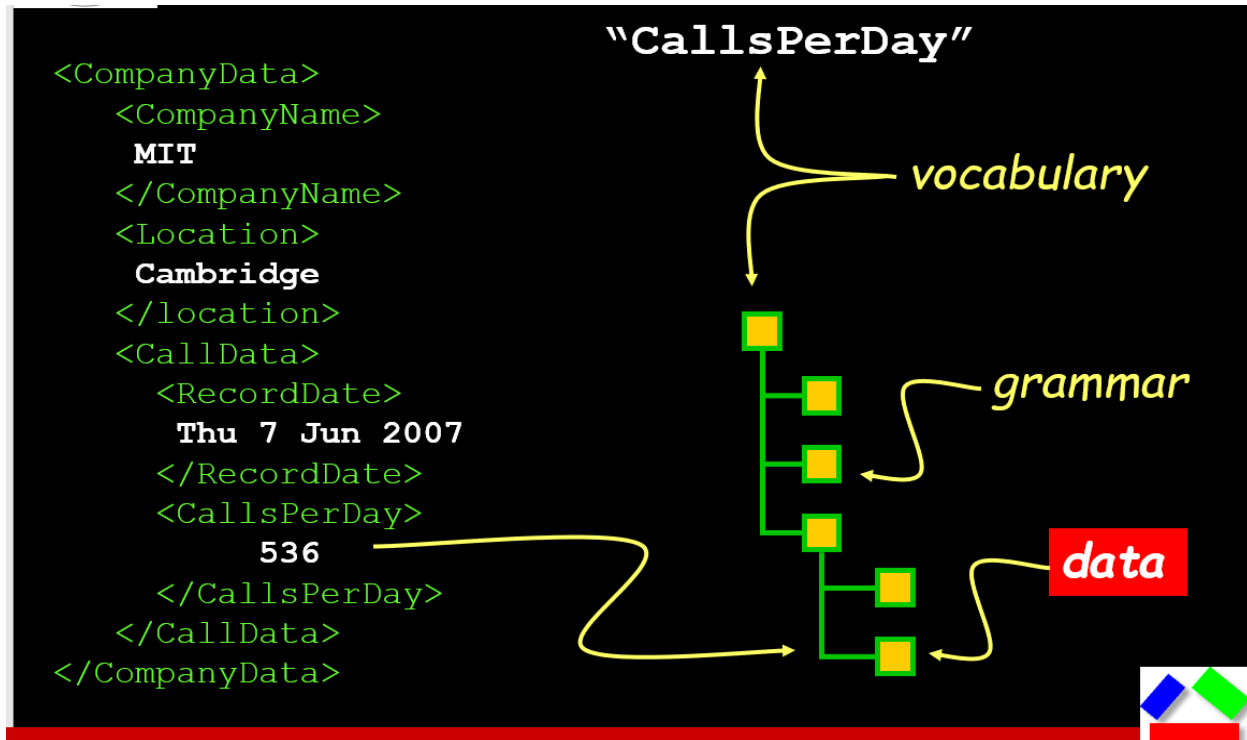 “CallsPerDay”
<CompanyData>
<CompanyName>
MIT
</CompanyName>
<Location>
Cambridge
</location>
<CallData>
<RecordDate>
Thu 7 Jun 2007
</RecordDate>
<CallsPerDay>
536
</CallsPerDay>
</CallData>
</CompanyData>
vocabulary
grammar
data